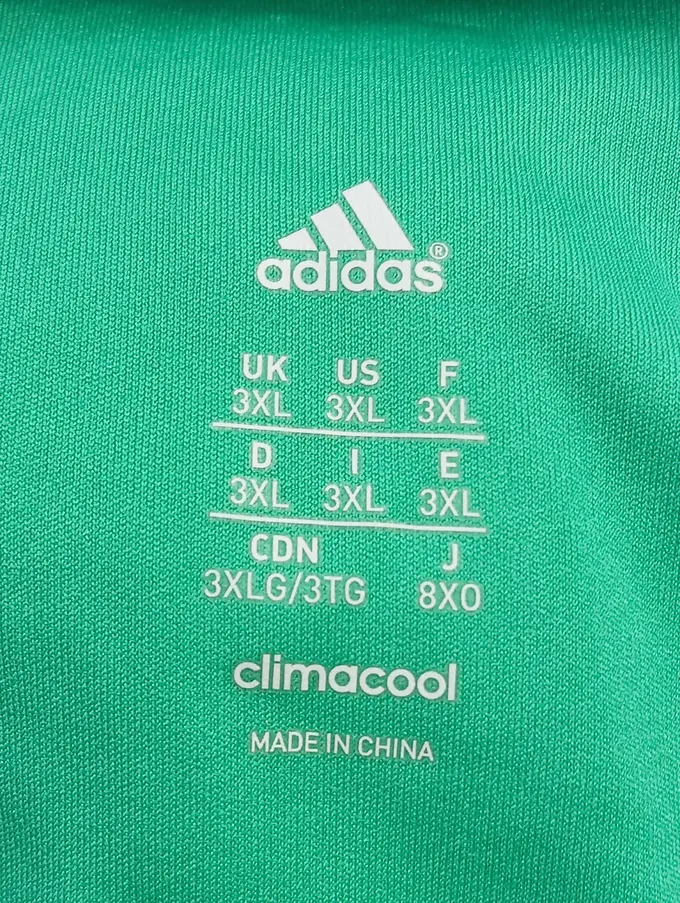 adidas®
UK US F
3XL 3XL 3XL
D I E
3XL 3XL 3XL
CDN J
3XLG/3TG 8XO
climacool
MADE IN CHINA